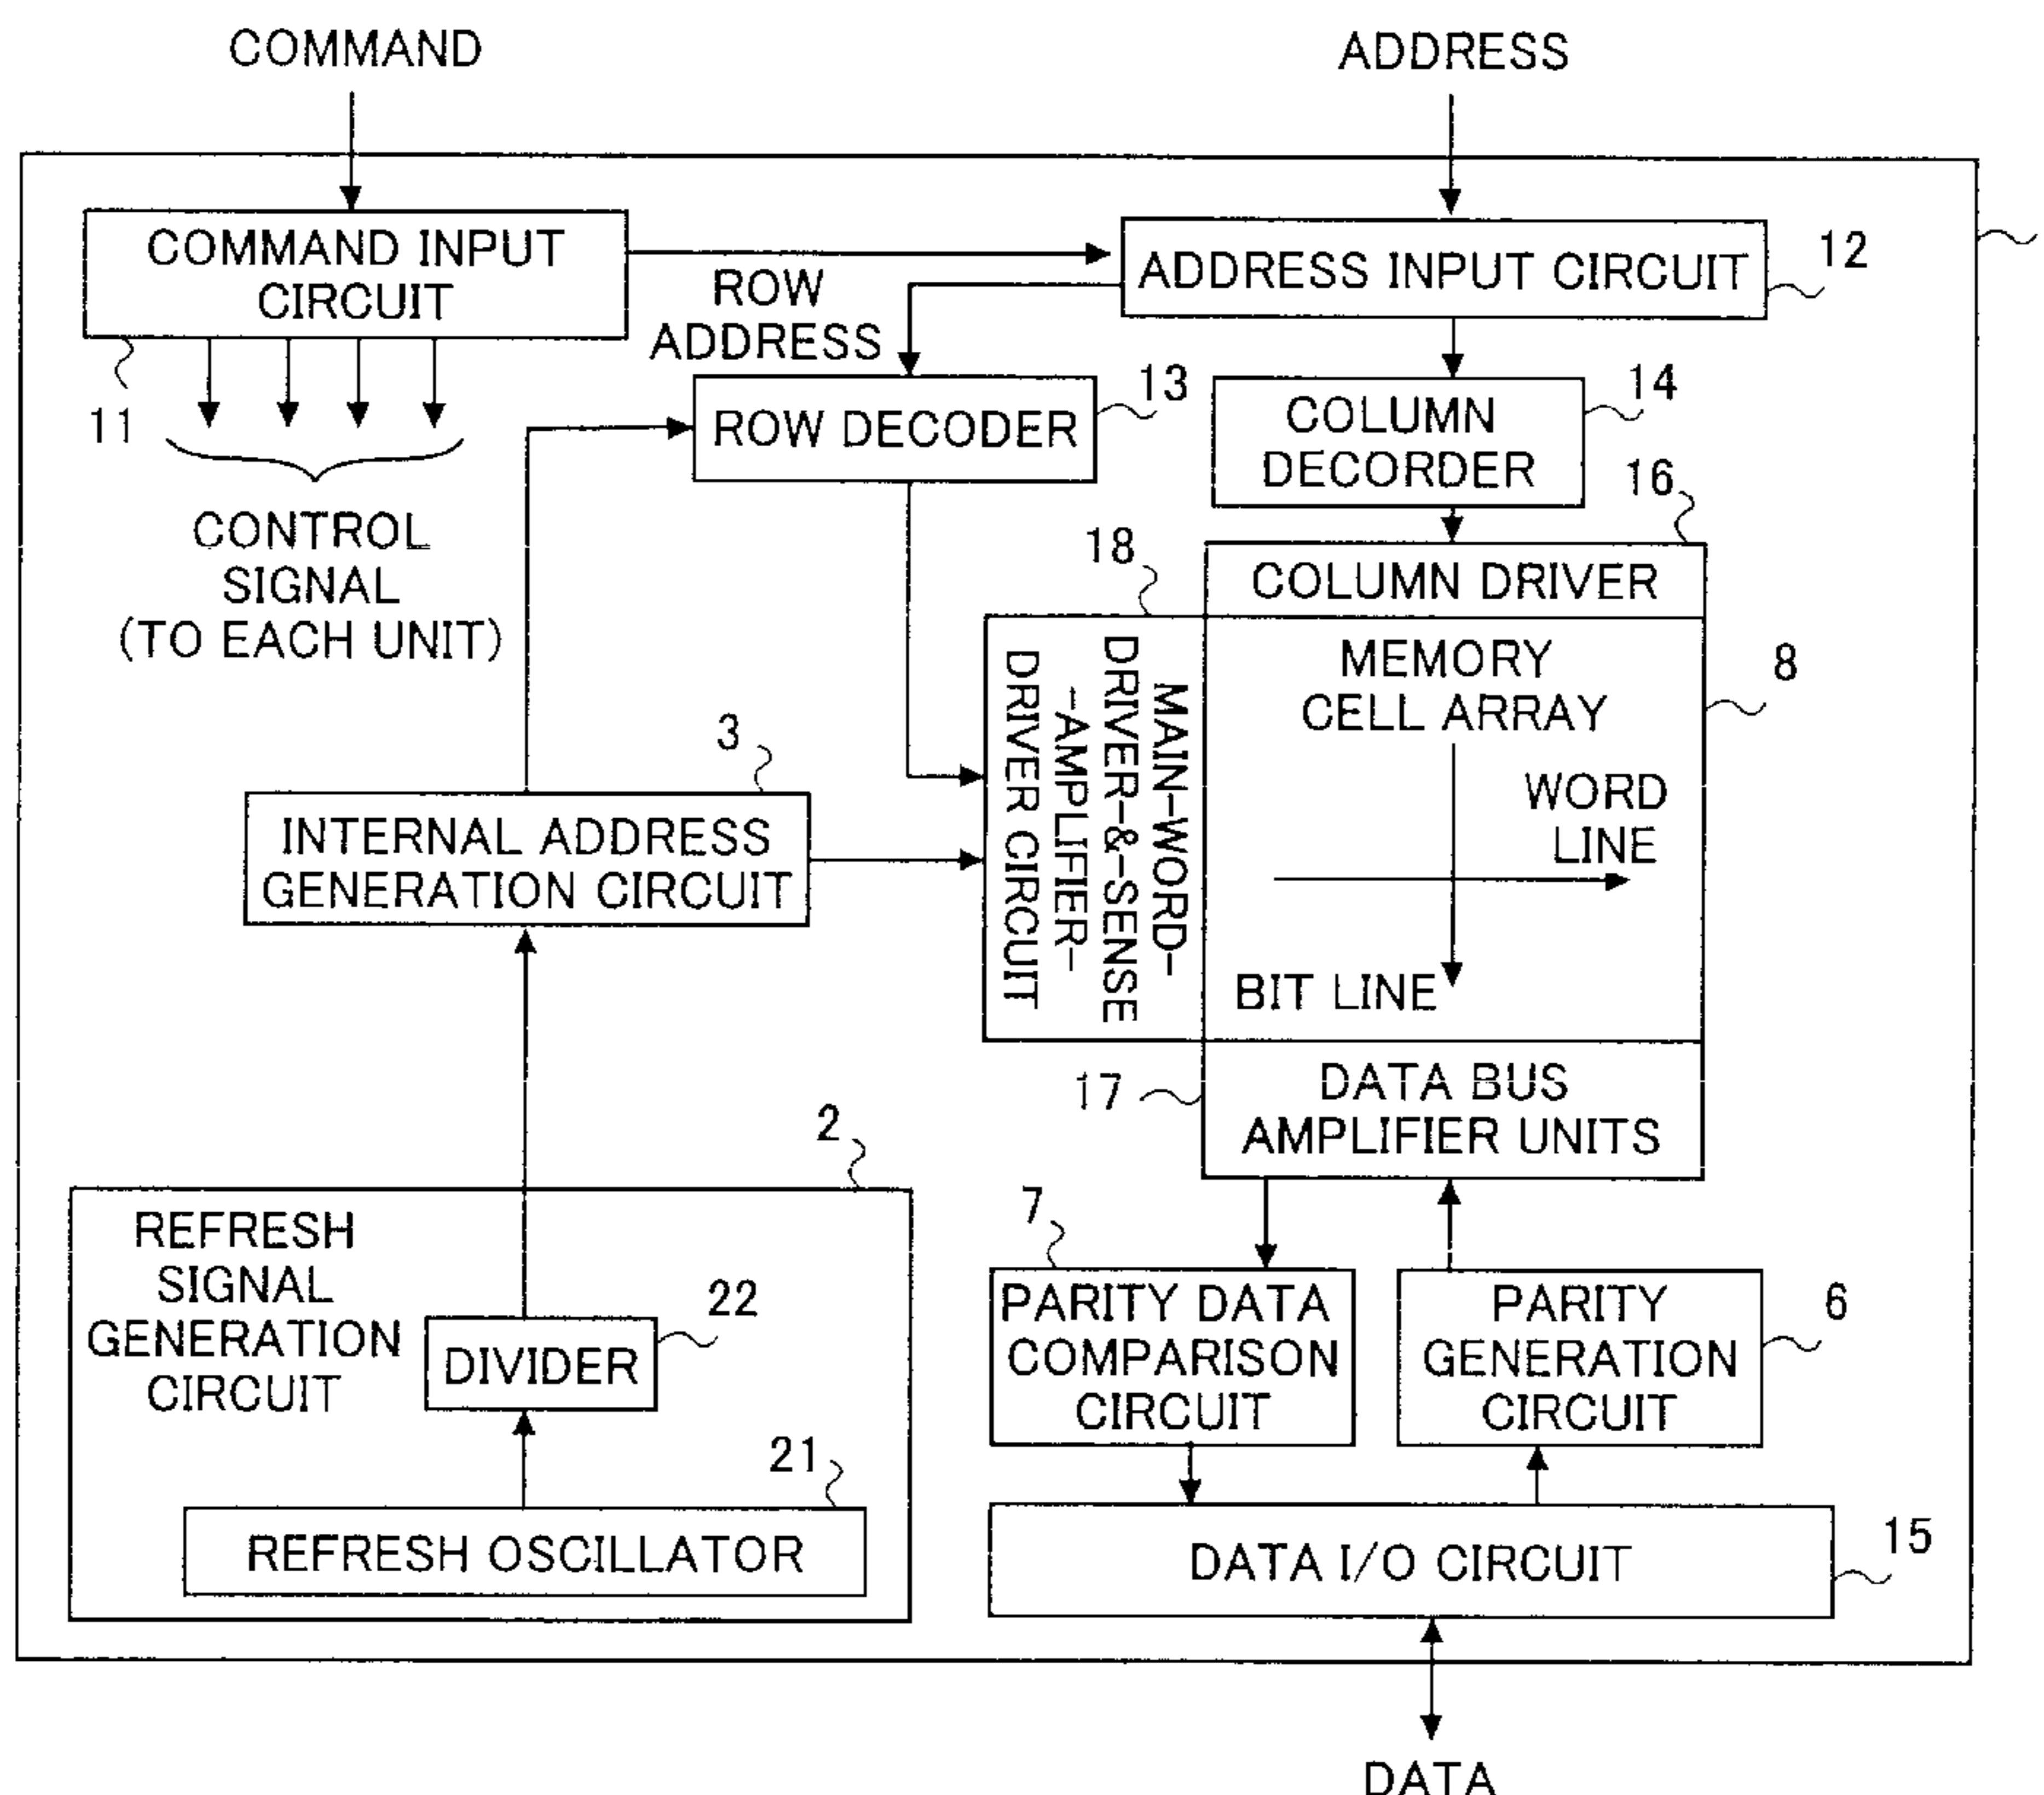 COMMAND
ADDRESS
COMMAND INPUT
CIRCUIT
11
ADDRESS INPUT CIRCUIT
12
ROW
ADDRESS
ROW DECODER
13
COLUMN
DECORDER
14
CONTROL
SIGNAL
(TO EACH UNIT)
16
COLUMN DRIVER
18
MAIN-WORD-
DRIVER-&-SENSE
-AMPLIFIER-
DRIVER CIRCUIT
MEMORY
CELL ARRAY
8
WORD
LINE
BIT LINE
3
INTERNAL ADDRESS
GENERATION CIRCUIT
17
DATA BUS
AMPLIFIER UNITS
2
REFRESH
SIGNAL
GENERATION
CIRCUIT
22
DIVIDER
21
REFRESH OSCILLATOR
7
PARITY DATA
COMPARISON
CIRCUIT
PARITY
GENERATION
CIRCUIT
6
DATA I/O CIRCUIT
15
DATA